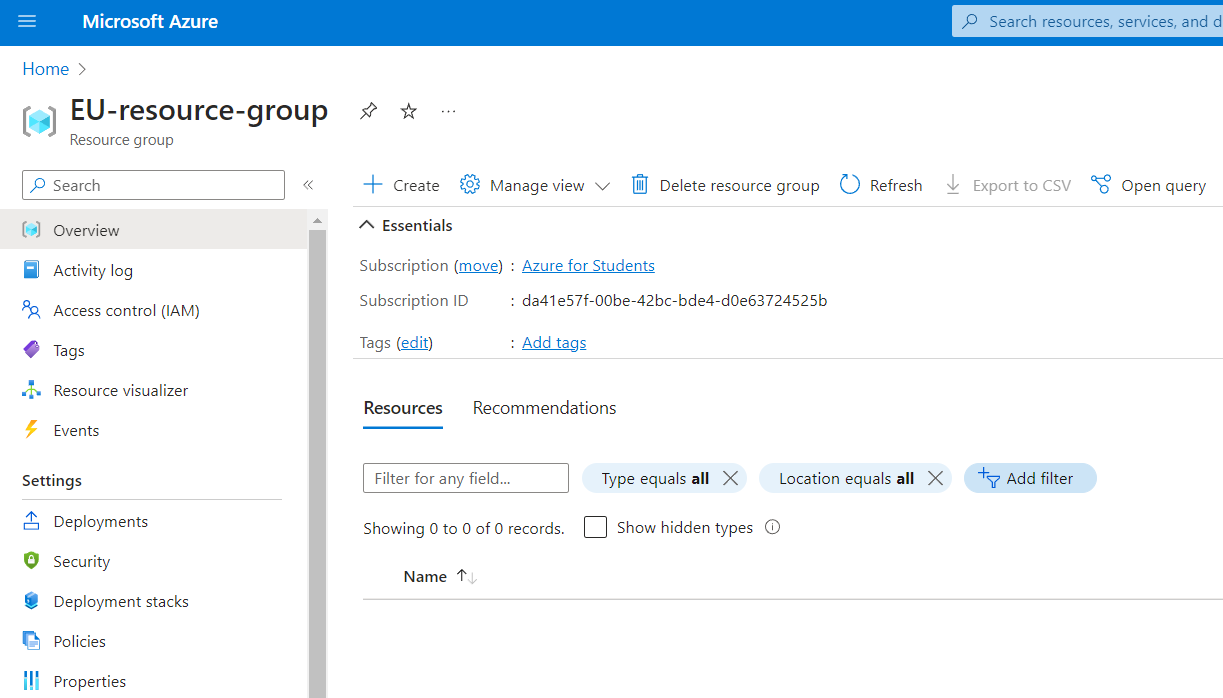 Microsoft Azure
Search resources, services, and d
Home
EU-resource-group
Resource group
Search
Overview
Activity log
Access control (IAM)
Tags
Resource visualizer
Events
Settings
Deployments
Security
Deployment stacks
Policies
Properties
Create
Manage view
Delete resource group
Refresh
Export to CSV
Open query
Essentials
Subscription (move) : Azure for Students
Subscription ID : da41e57f-00be-42bc-bde4-d0e63724525b
Tags (edit) : Add tags
Resources
Recommendations
Filter for any field...
Type equals all
Location equals all
Add filter
Showing 0 to 0 of 0 records.
Show hidden types
Name